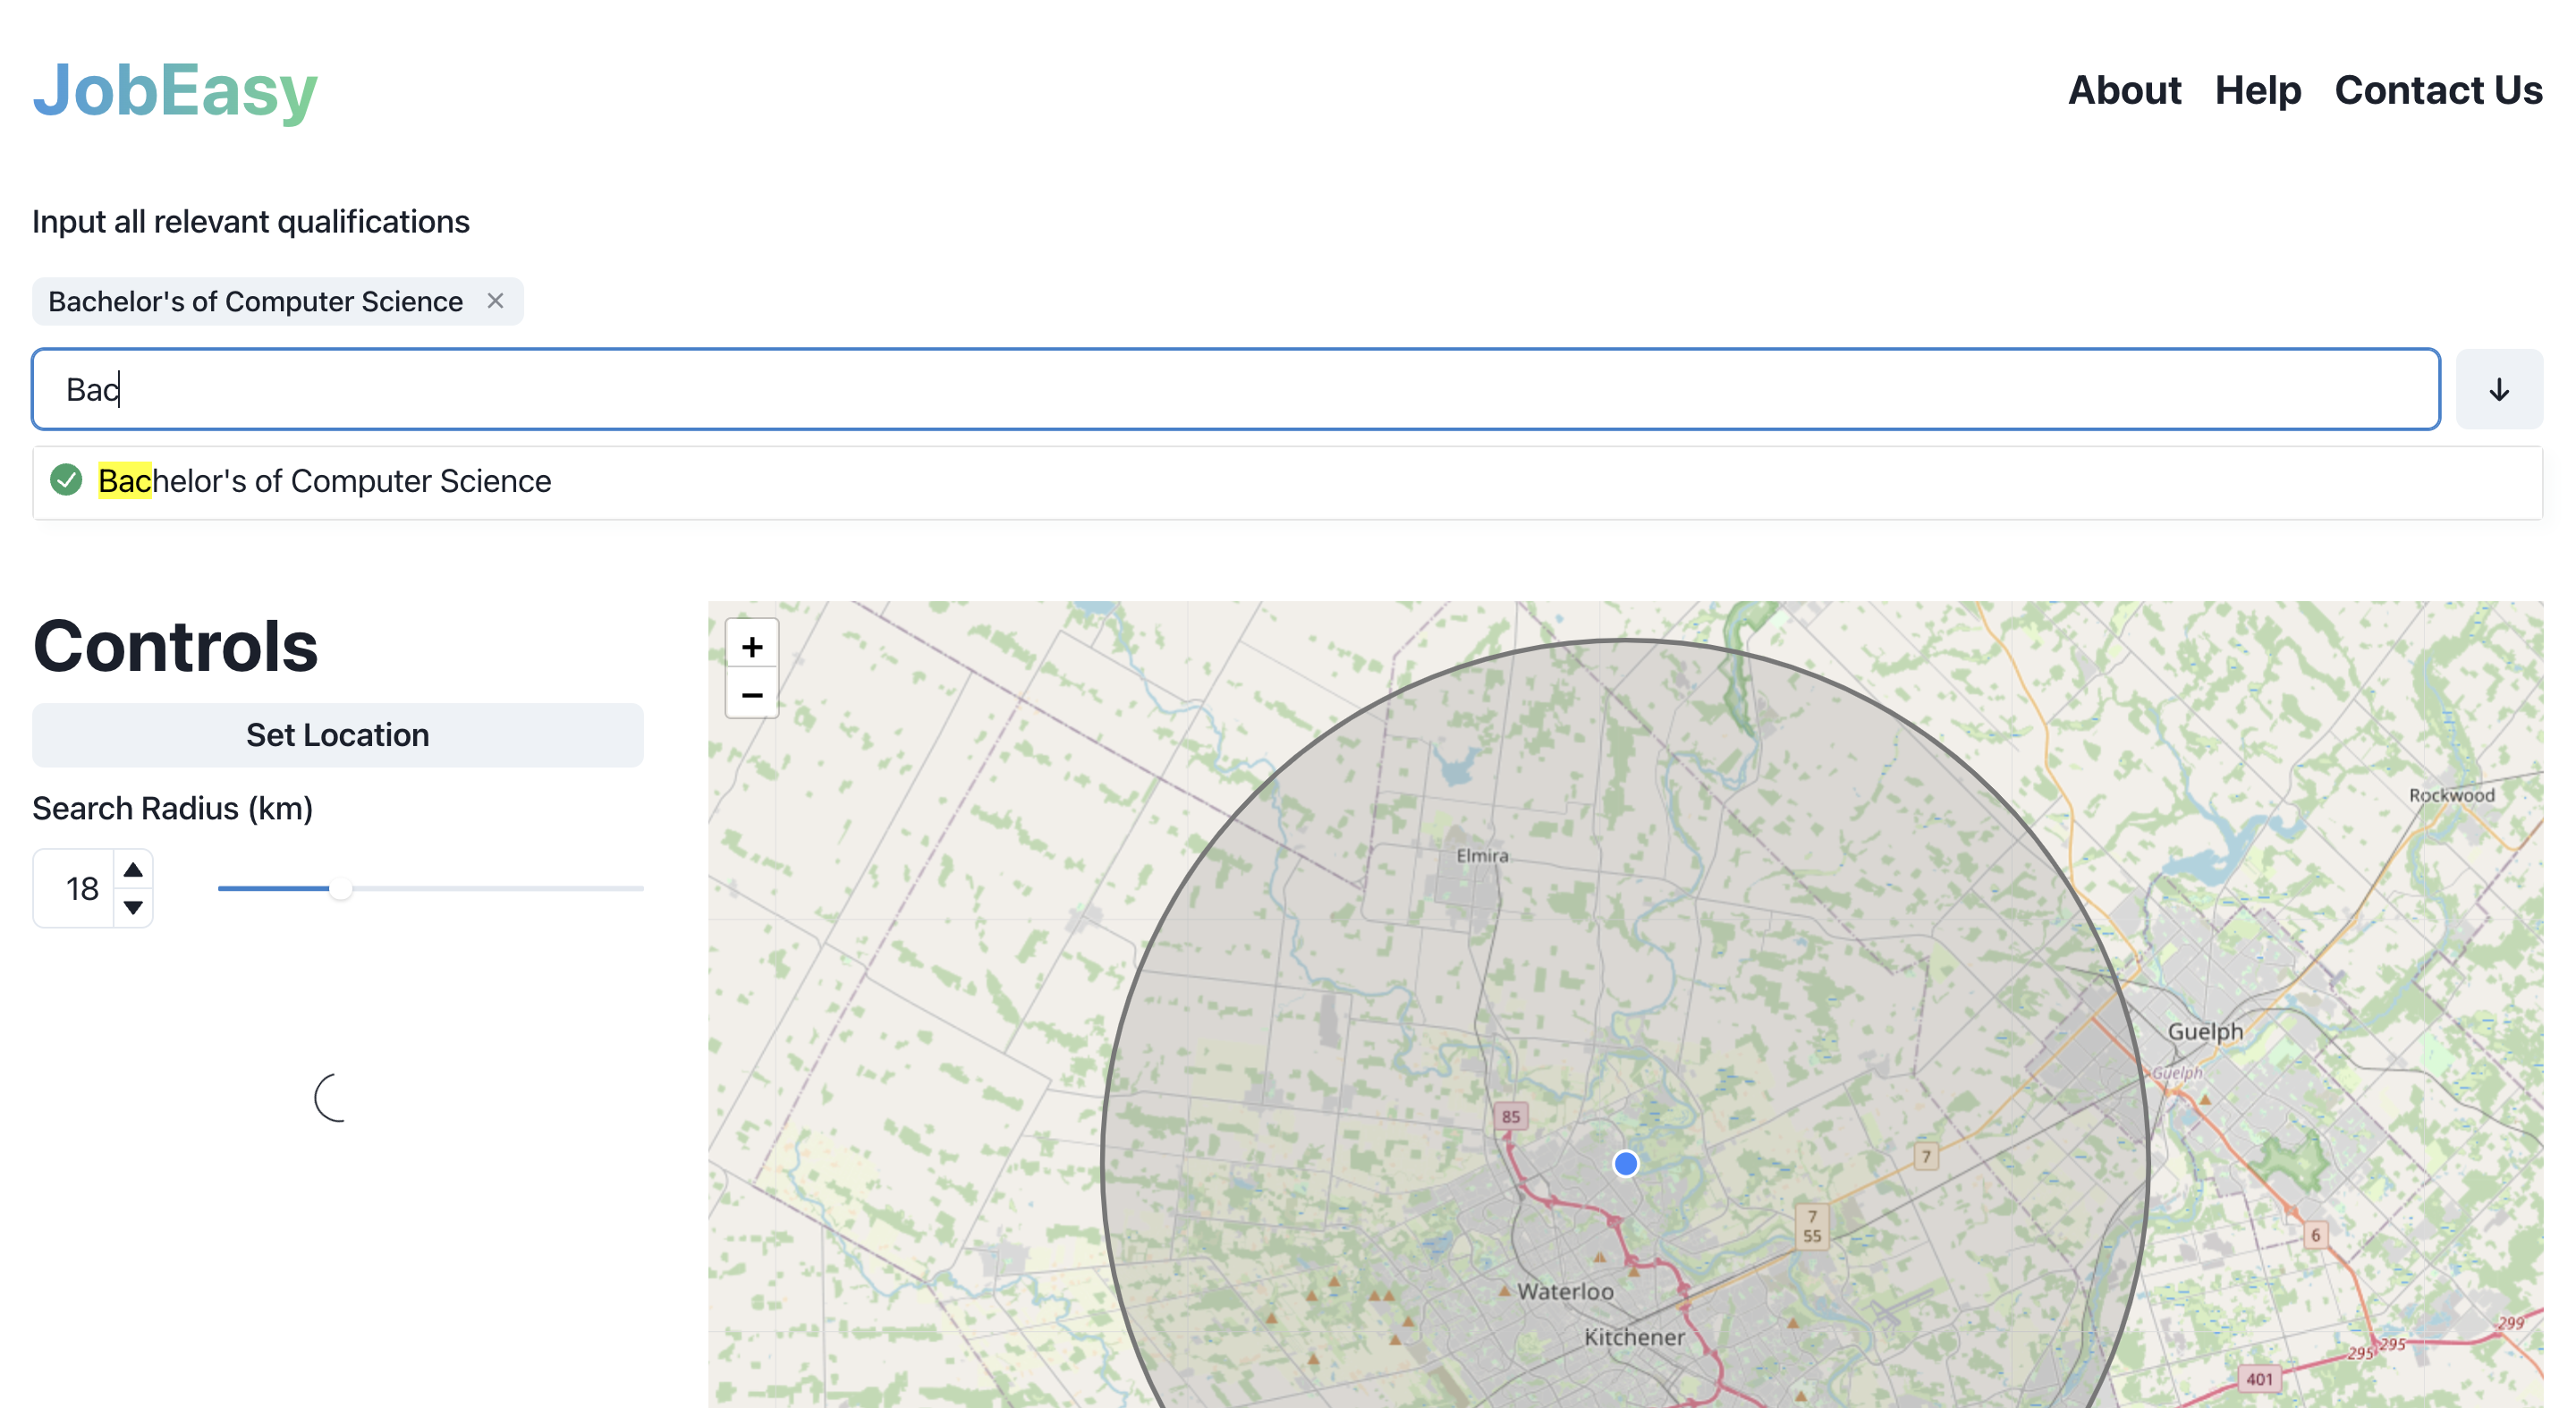 JobEasy
About Help Contact Us
Input all relevant qualifications
Bachelor's of Computer Science ×
Bac
Bachelor's of Computer Science
Controls
Set Location
Search Radius (km)
18
+
−
Rockwood
Elmira
Guelph
Guelph
85
7
7
55
6
Waterloo
Kitchener
299
295
295
401